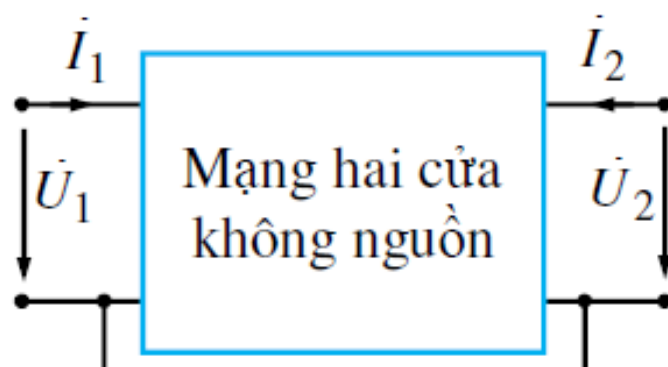 İ₁
İ₂
U̇₁
Mạng hai cửa
không nguồn
U̇₂